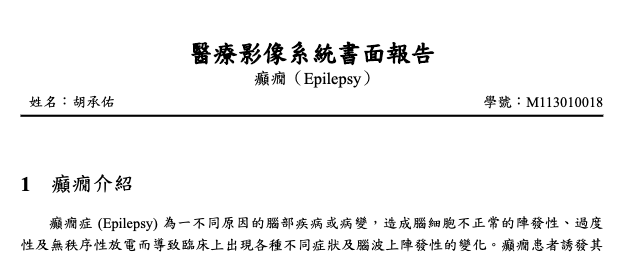 醫療影像系統書面報告
癲癇（Epilepsy）
姓名：胡承佑 學號：M113010018
1 癲癇介紹
癲癇症 (Epilepsy) 為一不同原因的腦部疾病或病變，造成腦細胞不正常的陣發性、過度
性及無秩序性放電而導致臨床上出現各種不同症狀及腦波上陣發性的變化。癲癇患者誘發其